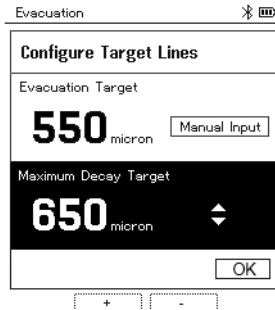 Evacuation
Configure Target Lines
Evacuation Target
550 micron
Manual Input
Maximum Decay Target
650 micron
OK
+ -